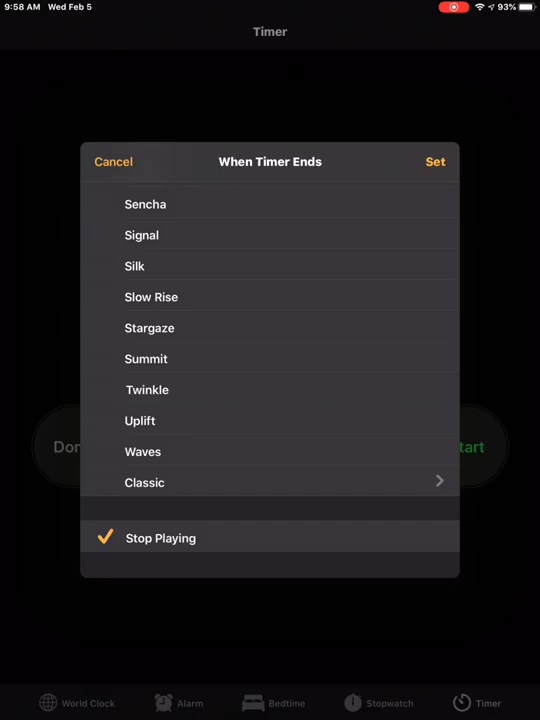 9:58 AM Wed Feb 5 93%
Timer
Cancel When Timer Ends Set
Sencha
Signal
Silk
Slow Rise
Stargaze
Summit
Twinkle
Uplift
Waves
Classic
Stop Playing
World Clock Alarm Bedtime Stopwatch Timer